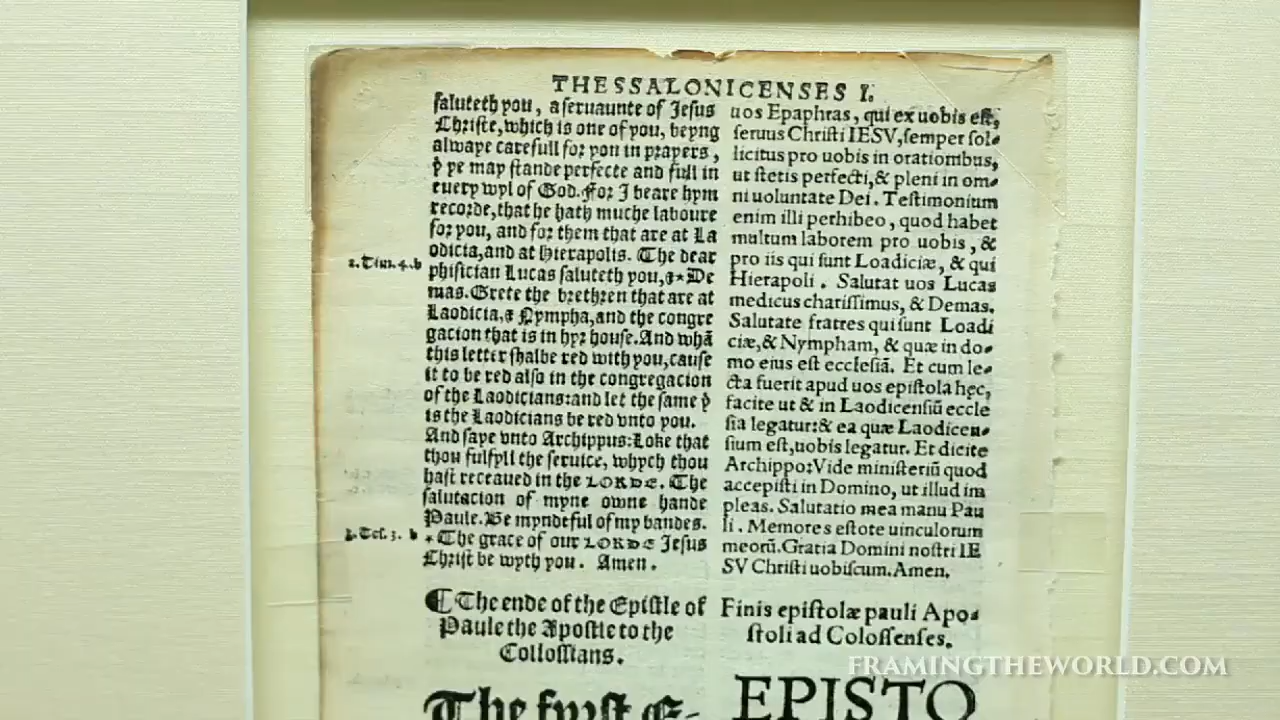 THESSALONICENSES I.
saluteth you, a seruaunte of Jesus
Christe, which is one of you, beyng
alwaye carefull for you in prayers,
þͤ ye may stande perfecte and full in
euery wyl of God. For I beare hym
recorde, that he hath muche laboure
for you, and for them that are at La
odicia, and at Hierapolis. The dear
phisician Lucas saluteth you, ⁊ * De
mas. Grete the brethren that are at
Laodicia, ⁊ Nympha, and the congre
gacion that is in hyr house. And whā
this letter shalbe red with you, cause
it to be red also in the congregacion
of the Laodicians: and let the same þͤ
is the Laodicians be red vnto you.
And saye vnto Archippus: Loke that
thou fulfyll the seruice, whych thou
hast receaued in the LORDE. The
salutacion of myne owne hande
Paule. Be myndeful of my bandes.
* The grace of our LORDE Jesus
Christ be wyth you. Amen.
2. Tim. 4. b
¶ The ende of the Epistle of
Paule the Apostle to the
Collossians.
The fyrst E-
uos Epaphras, qui ex uobis est,
seruus Christi IESV, semper sol-
licitus pro uobis in orationibus,
ut stetis perfecti, & pleni in om-
ni uoluntate Dei. Testimonium
enim illi perhibeo, quod habet
multum laborem pro uobis, &
pro iis qui sunt Loadiciæ, & qui
Hierapoli. Salutat uos Lucas
medicus charissimus, & Demas.
Salutate fratres qui sunt Loadi
ciæ, & Nympham, & quæ in do-
mo eius est ecclesiā. Et cum le-
cta fuerit apud uos epistola hęc,
facite ut & in Laodicensiū eccle
sia legatur: & ea quæ Laodicen-
sium est, uobis legatur. Et dicite
Archippo: Vide ministeriū quod
accepisti in Domino, ut illud im
pleas. Salutatio mea manu Pau
li. Memores estote uinculorum
meorū. Gratia Domini nostri IE
SV Christi uobiscum. Amen.
Finis epistolæ pauli Apo-
stoli ad Colossenses.
EPISTO
FRAMINGTHEWORLD.COM